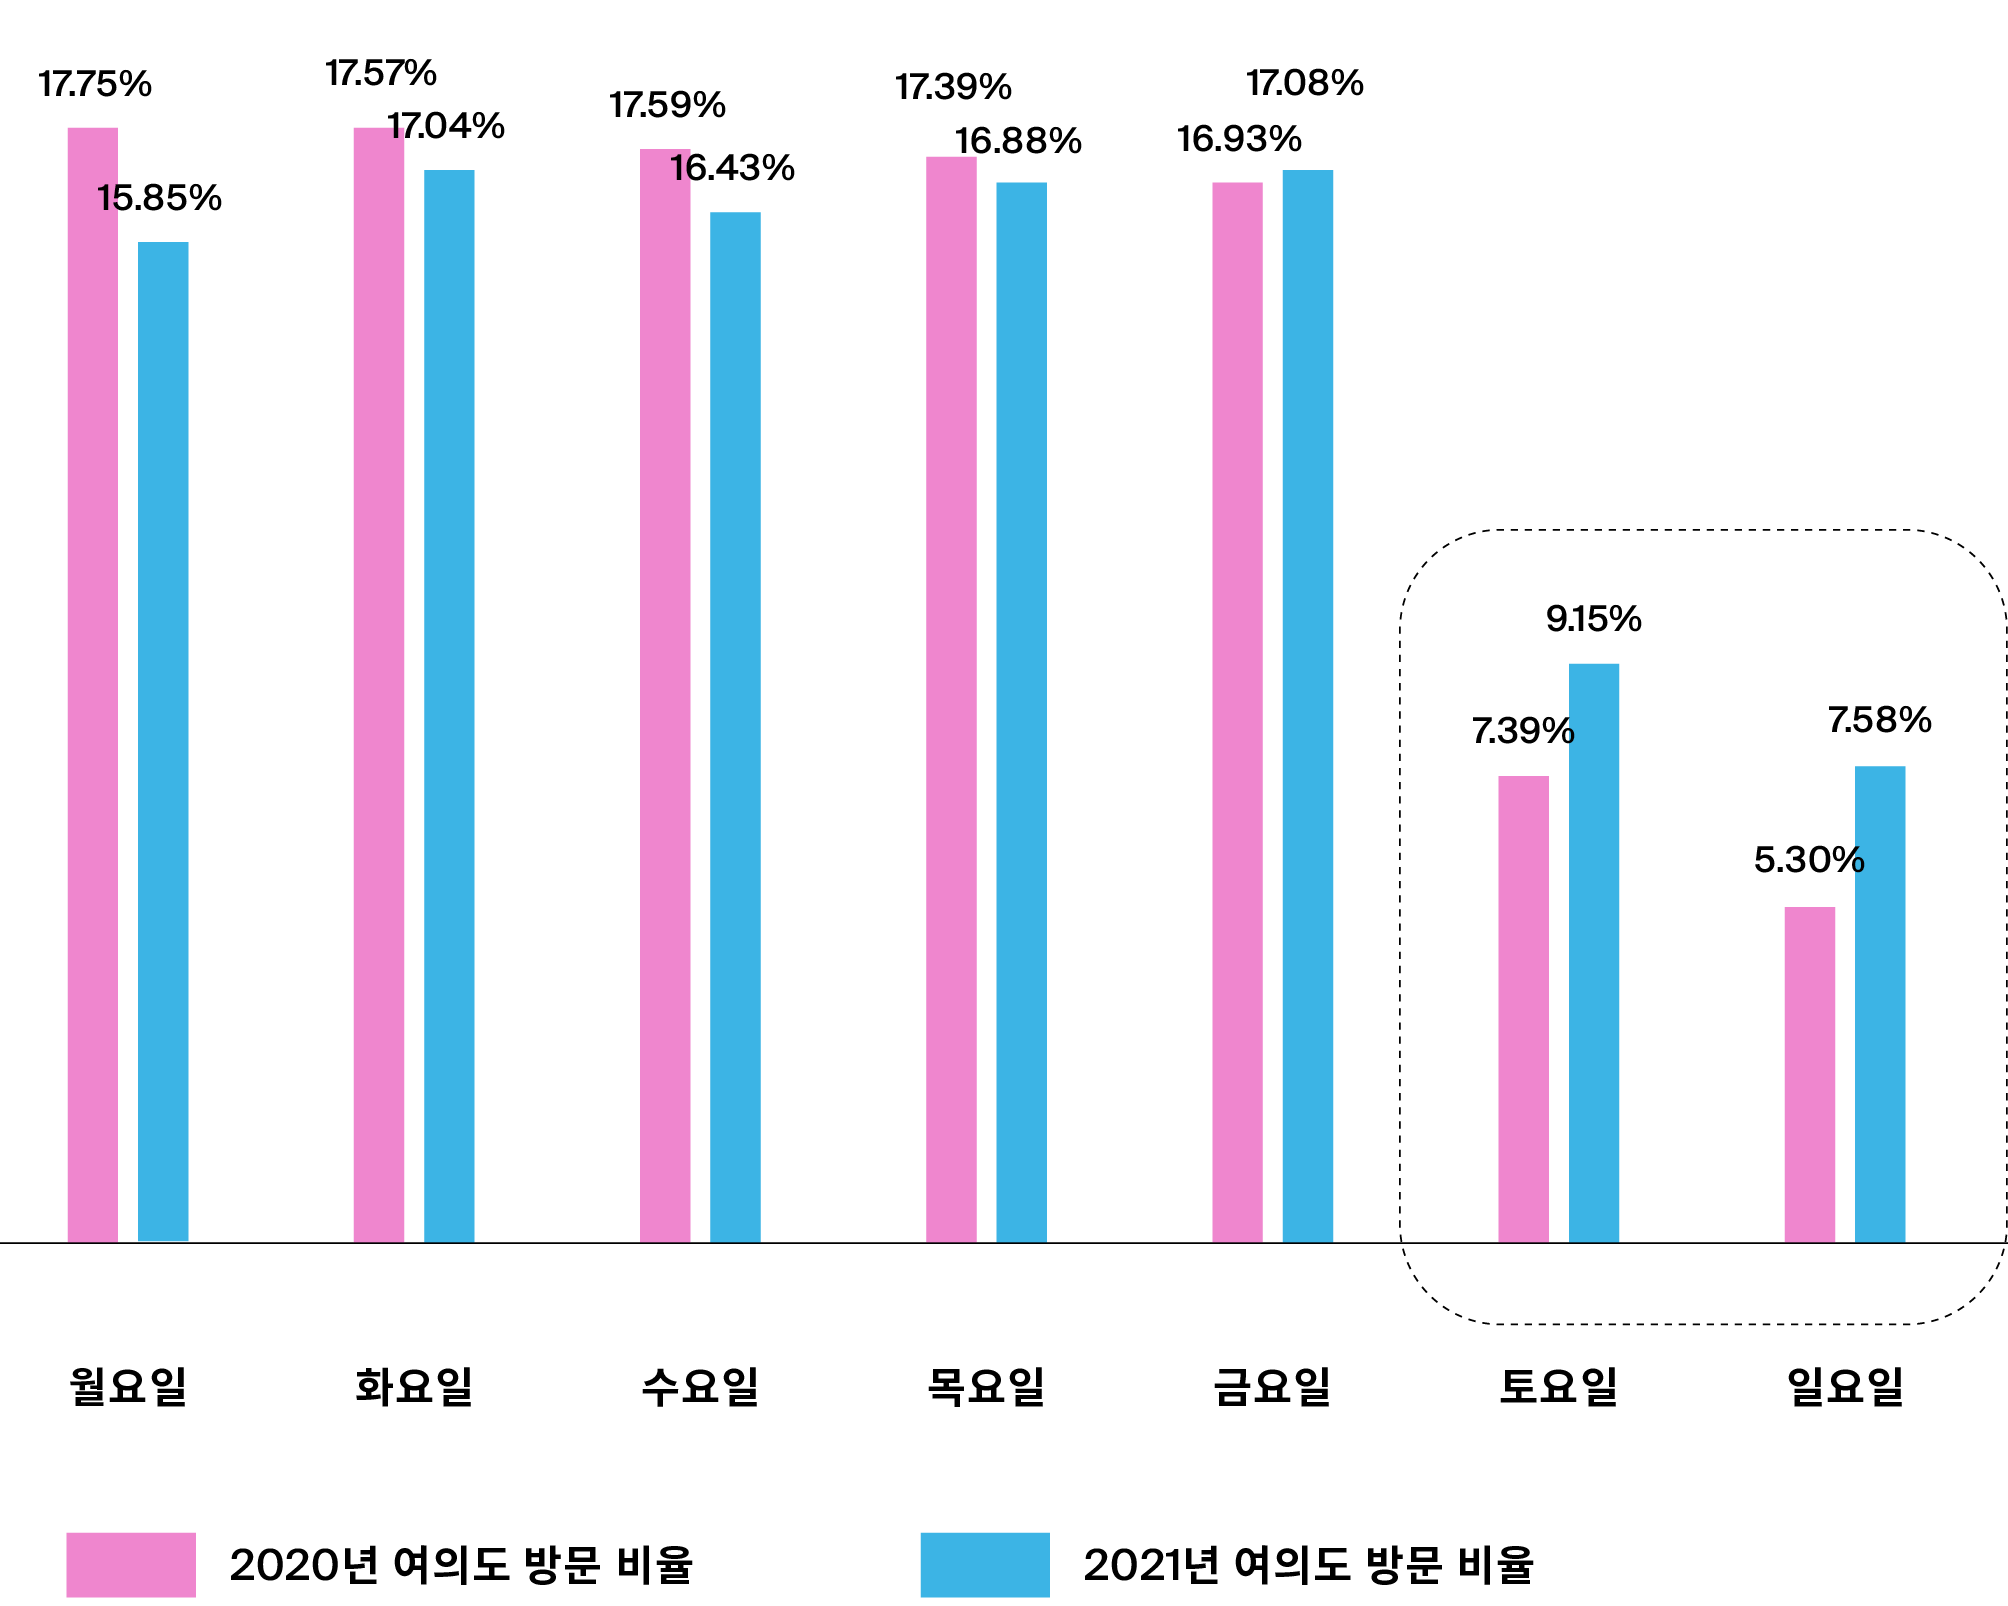 17.75%
15.85%
17.57%
17.04%
17.59%
16.43%
17.39%
16.88%
16.93%
17.08%
7.39%
9.15%
5.30%
7.58%
월요일
화요일
수요일
목요일
금요일
토요일
일요일
2020년 여의도 방문 비율
2021년 여의도 방문 비율